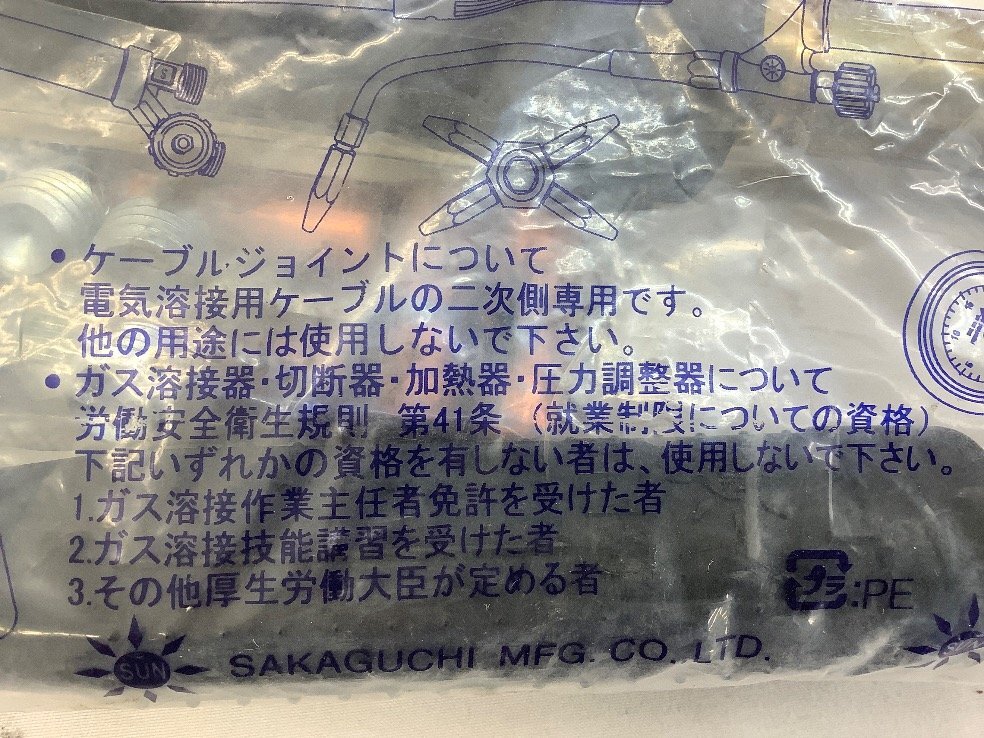 • ケーブルジョイントについて
電気溶接用ケーブルの二次側専用です。
他の用途には使用しないで下さい。
• ガス溶接器・切断器・加熱器・圧力調整器について
労働安全衛生規則 第41条 (就業制限についての資格)
下記いずれかの資格を有しない者は、使用しないで下さい。
1.ガス溶接作業主任者免許を受けた者
2.ガス溶接技能講習を受けた者
3.その他厚生労働大臣が定める者
プラ:PE
SUN SAKAGUCHI MFG. CO. LTD.